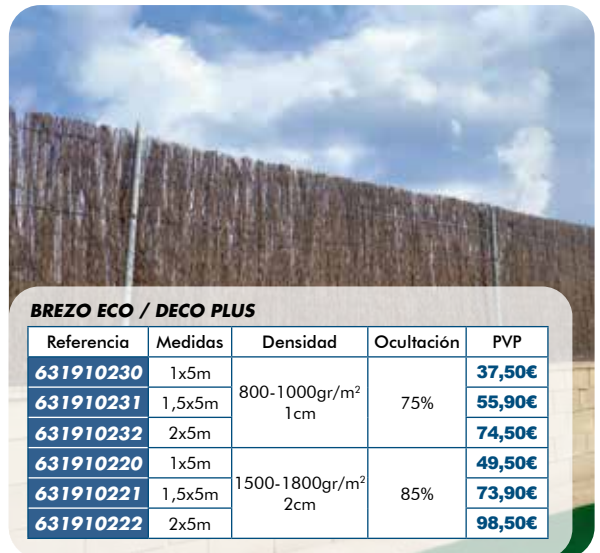 BREZO ECO / DECO PLUS
Referencia Medidas Densidad Ocultación PVP
631910230 1x5m 800-1000gr/m² 1cm 75% 37,50€
631910231 1,5x5m 55,90€
631910232 2x5m 74,50€
631910220 1x5m 1500-1800gr/m² 2cm 85% 49,50€
631910221 1,5x5m 73,90€
631910222 2x5m 98,50€